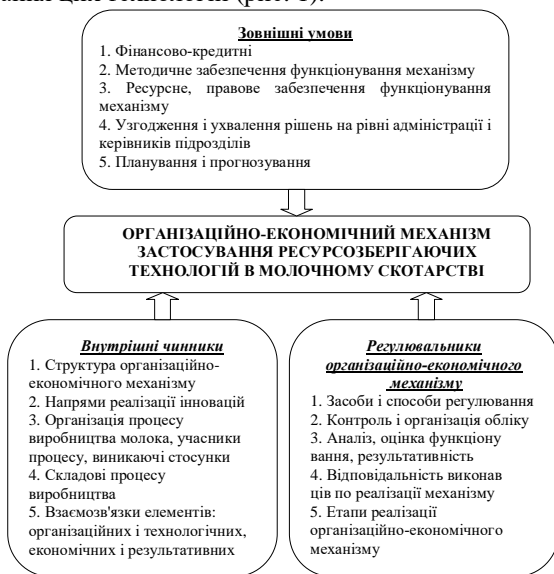 Зовнішні умови
1. Фінансово-кредитні
2. Методичне забезпечення функціонування механізму
3. Ресурсне, правове забезпечення функціонування
механізму
4. Узгодження і ухвалення рішень на рівні адміністрації і
керівників підрозділів
5. Планування і прогнозування
ОРГАНІЗАЦІЙНО-ЕКОНОМІЧНИЙ МЕХАНІЗМ
ЗАСТОСУВАННЯ РЕСУРСОЗБЕРІГАЮЧИХ
ТЕХНОЛОГІЙ В МОЛОЧНОМУ СКОТАРСТВІ
Внутрішні чинники
1. Структура організаційно-
економічного механізму
2. Напрями реалізації інновацій
3. Організація процесу
виробництва молока, учасники
процесу, виникаючі стосунки
4. Складові процесу
виробництва
5. Взаємозв'язки елементів:
організаційних і технологічних,
економічних і результативних
Регулювальники
організаційно-економічного
механізму
1. Засоби і способи регулювання
2. Контроль і організація обліку
3. Аналіз, оцінка функціону
вання, результативність
4. Відповідальність виконав
ців по реалізації механізму
5. Етапи реалізації
організаційно-економічного
механізму